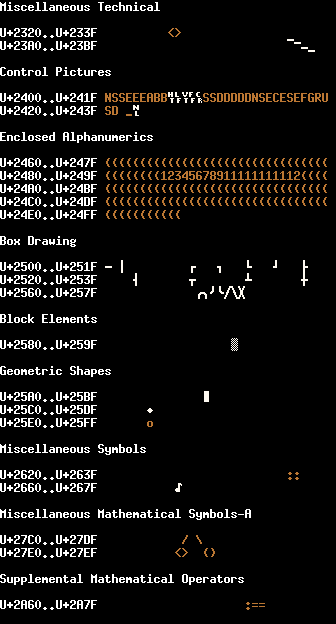 Miscellaneous Technical
U+2320..U+233F <>
U+23A0..U+23BF
Control Pictures
U+2400..U+241F NSSEEEABBHTLFVTFFCRSSDDDDDNSECESEFGRU
U+2420..U+243F SD _NL
Enclosed Alphanumerics
U+2460..U+247F ((((((((((((((((((((((((((((((((
U+2480..U+249F ((((((((12345678911111111112((((
U+24A0..U+24BF ((((((((((((((((((((((((((((((((
U+24C0..U+24DF ((((((((((((((((((((((((((((((((
U+24E0..U+24FF (((((((((((
Box Drawing
U+2500..U+251F ─ │ ┌ ┐ └ ┘ ├
U+2520..U+253F ┤ ┬ ┴ ┼
U+2560..U+257F ╭╯╰╱╲╳
Block Elements
U+2580..U+259F ▒
Geometric Shapes
U+25A0..U+25BF ▮
U+25C0..U+25DF ◆
U+25E0..U+25FF o
Miscellaneous Symbols
U+2620..U+263F ::
U+2660..U+267F ♪
Miscellaneous Mathematical Symbols-A
U+27C0..U+27DF / \
U+27E0..U+27EF <> ()
Supplemental Mathematical Operators
U+2A60..U+2A7F :==